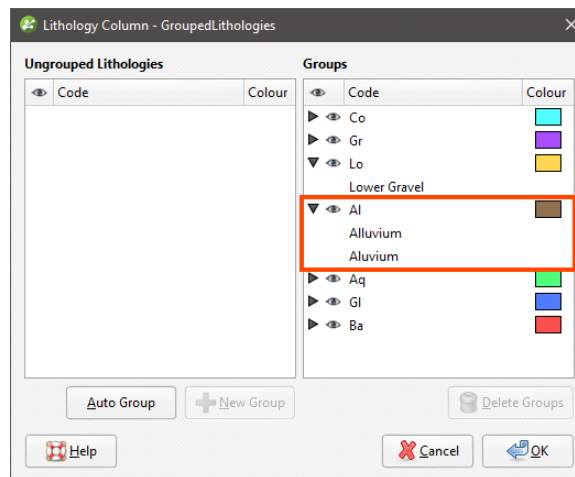 Lithology Column - GroupedLithologies
Ungrouped Lithologies
Groups
Code Colour
Code Colour
Co
Gr
Lo
Lower Gravel
Al
Alluvium
Aluvium
Aq
Gl
Ba
Auto Group
New Group
Delete Groups
Help
Cancel
OK